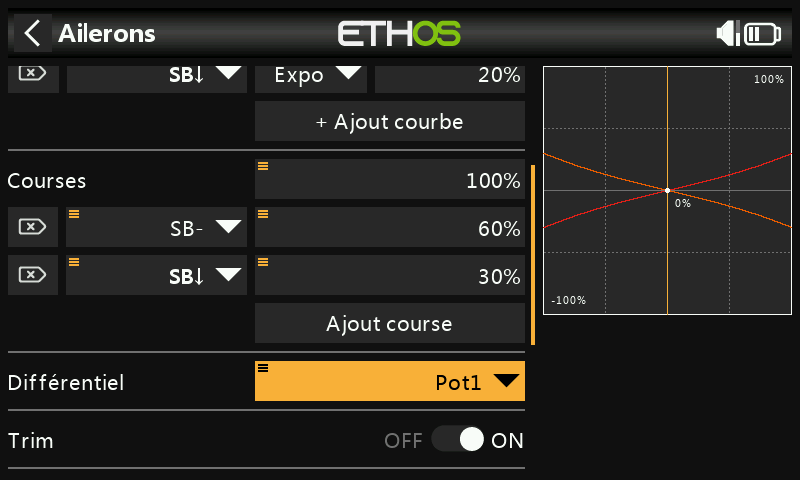 Ailerons
ETHOS
SB↓ Expo 20%
+ Ajout courbe
Courses 100%
SB- 60%
SB↓ 30%
Ajout course
Différentiel Pot1
Trim OFF ON
100%
0%
-100%